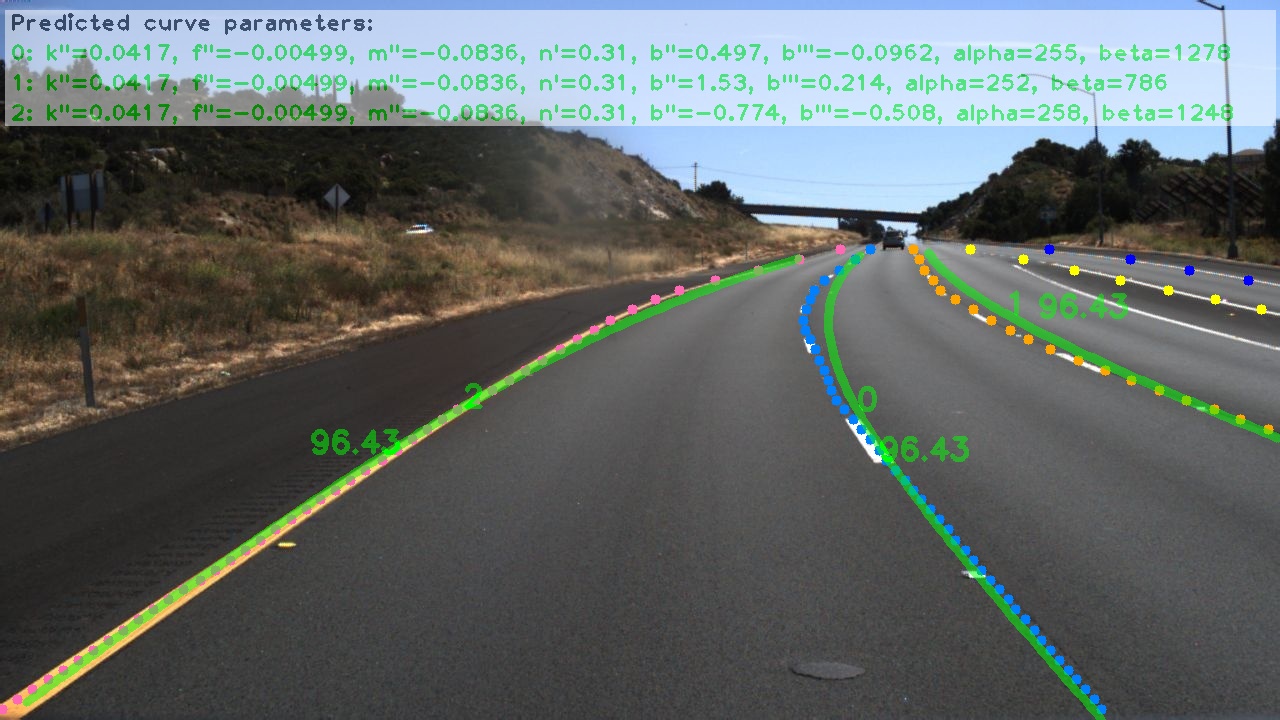 Predicted curve parameters:
0: k''=0.0417, f''=−0.00499, m''=−0.0836, n'=0.31, b''=0.497, b'''=−0.0962, alpha=255, beta=1278
1: k''=0.0417, f''=−0.00499, m''=−0.0836, n'=0.31, b''=1.53, b'''=0.214, alpha=252, beta=786
2: k''=0.0417, f''=−0.00499, m''=−0.0836, n'=0.31, b''=−0.774, b'''=−0.508, alpha=258, beta=1248
1 96.43
2
0
96.43
96.43